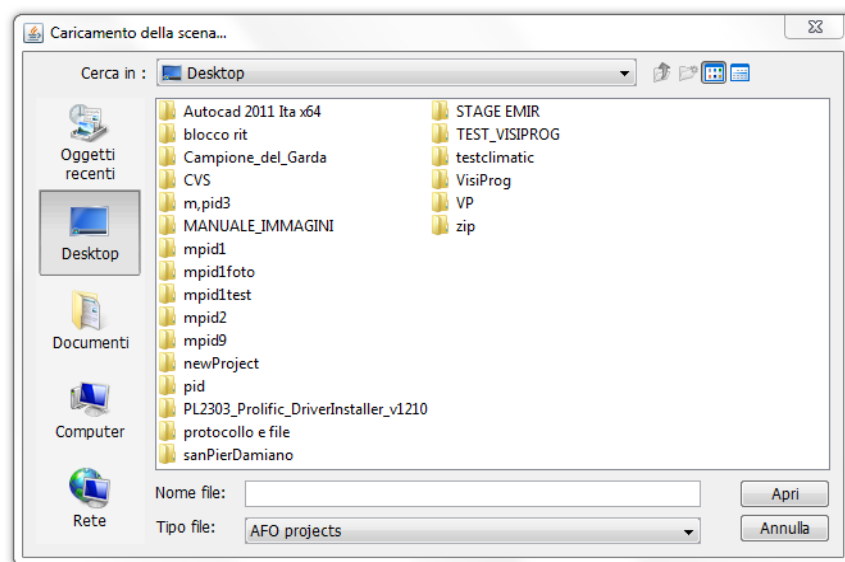 Caricamento della scena...
Cerca in :
Desktop
Oggetti
recenti
Desktop
Documenti
Computer
Rete
Autocad 2011 Ita x64
blocco rit
Campione_del_Garda
CVS
m,pid3
MANUALE_IMMAGINI
mpid1
mpid1foto
mpid1test
mpid2
mpid9
newProject
pid
PL2303_Prolific_DriverInstaller_v1210
protocollo e file
sanPierDamiano
STAGE EMIR
TEST_VISIPROG
testclimatic
VisiProg
VP
zip
Nome file:
Apri
Tipo file:
AFO projects
Annulla